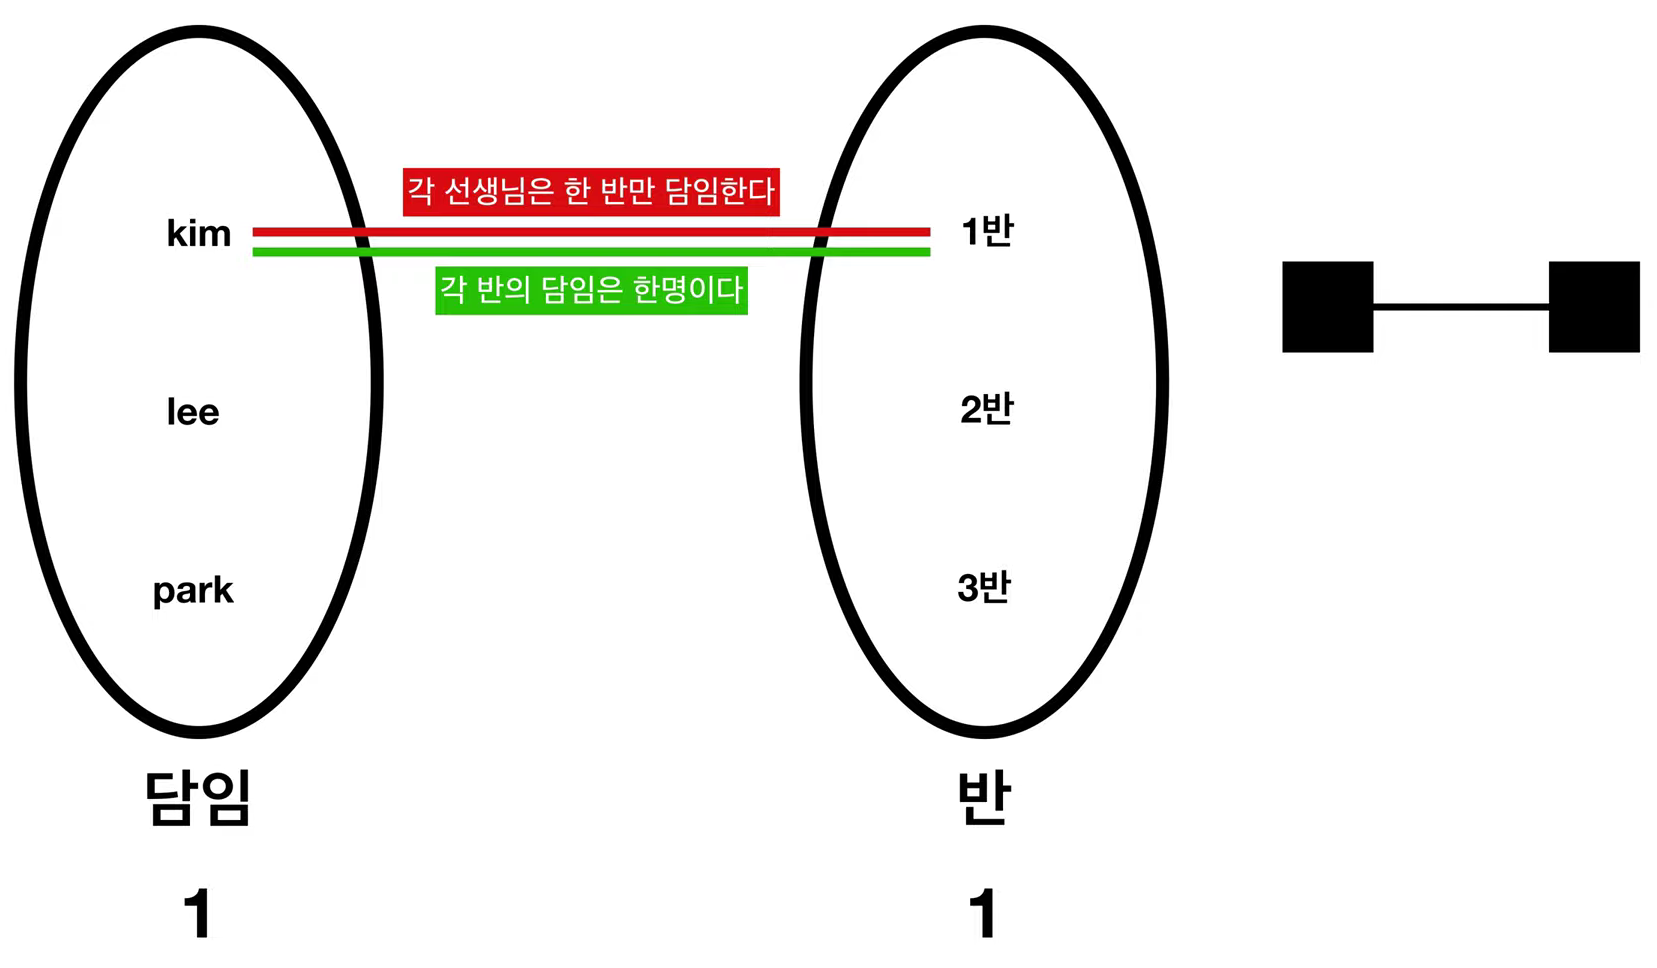 각 선생님은 한 반만 담임한다
kim
1반
각 반의 담임은 한명이다
lee
2반
park
3반
담임
반
1
1